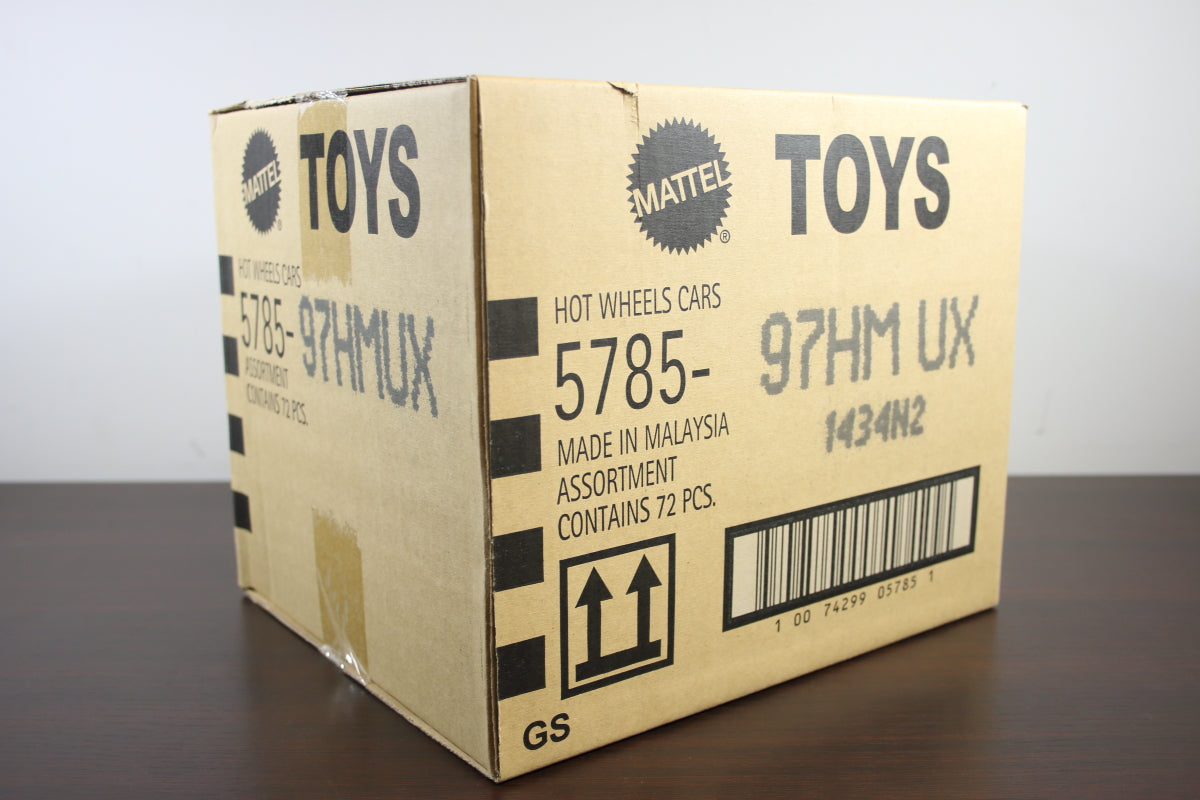 MATTEL
®
TOYS
HOT WHEELS CARS
5785-
97HMUX
ASSORTMENT
CONTAINS 72 PCS.
MATTEL
®
TOYS
HOT WHEELS CARS
5785-
97HM UX
1434N2
MADE IN MALAYSIA
ASSORTMENT
CONTAINS 72 PCS.
1 00 74299 05785 1
GS